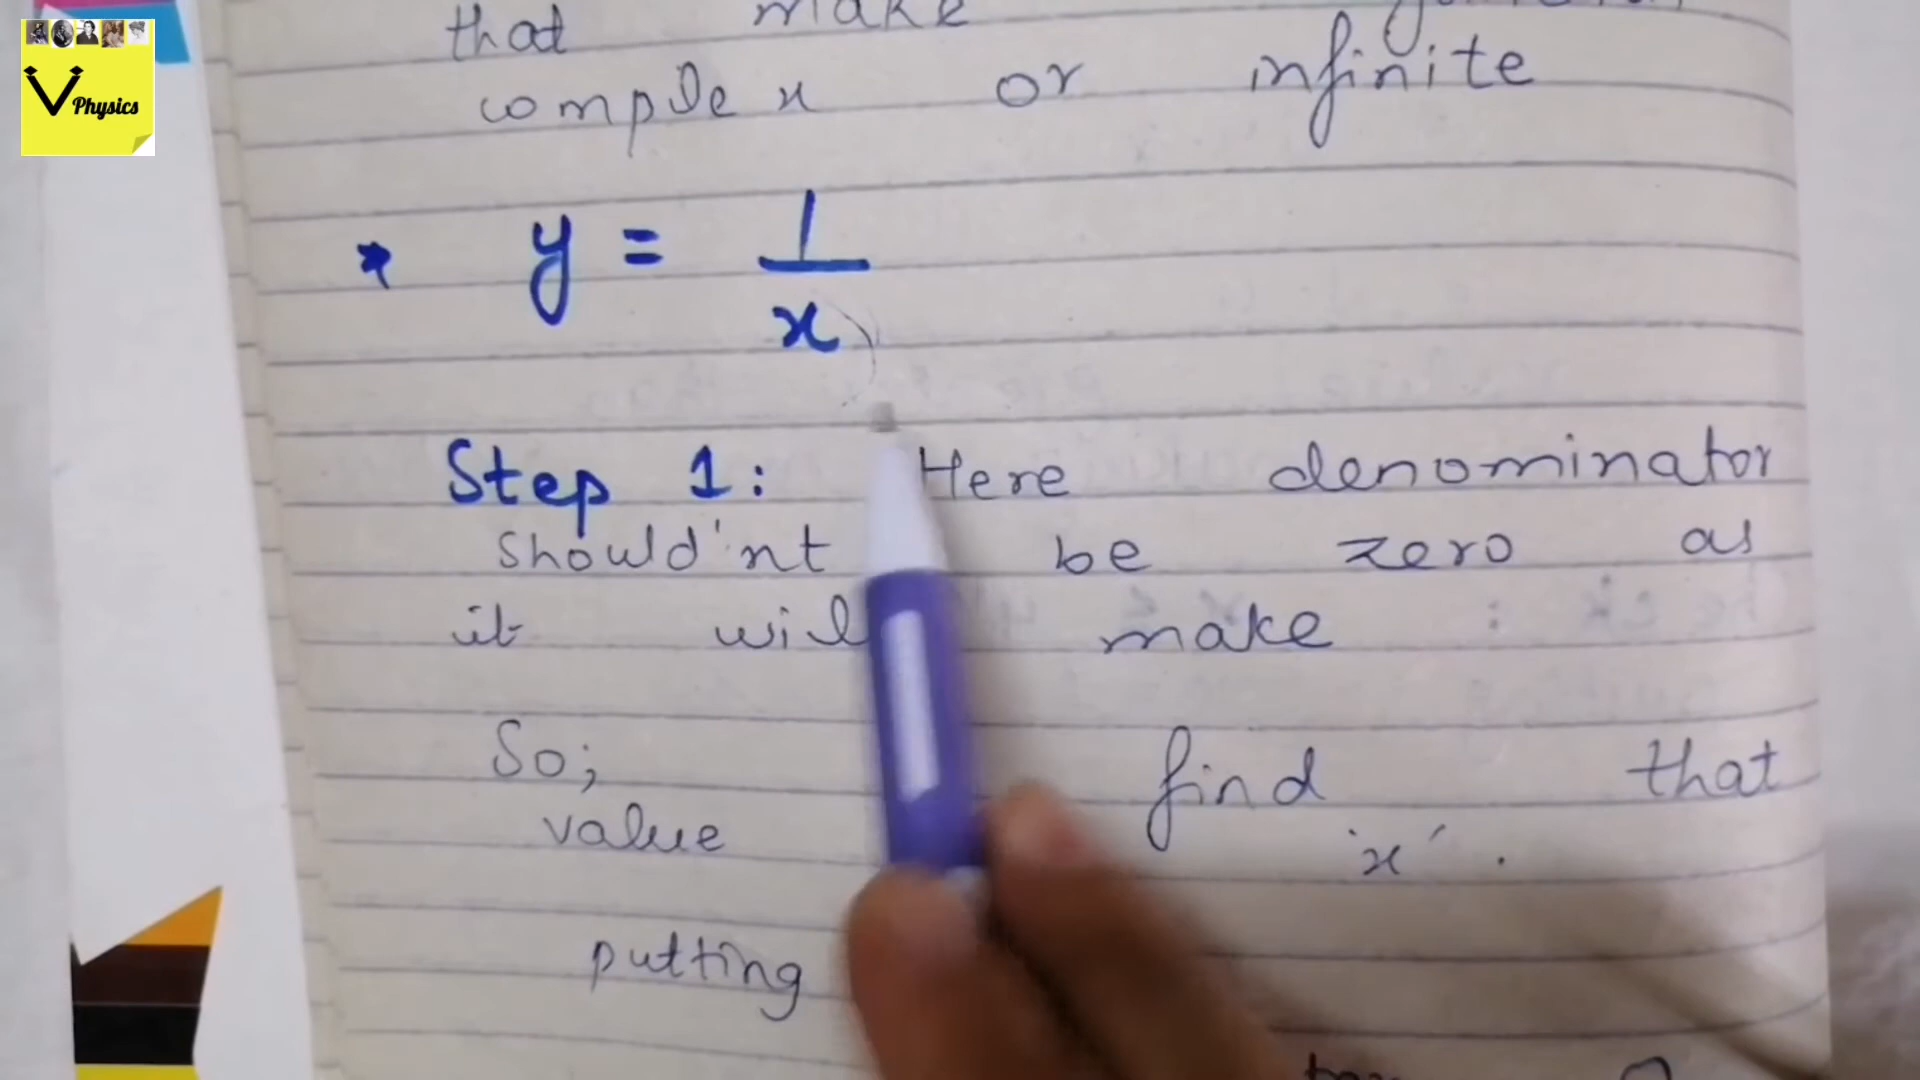 V Physics
that make
complex or infinite
* y = 1/x
Step 1: Here denominator
should'nt be zero as
it will make
So; find that
value 'x'.
putting